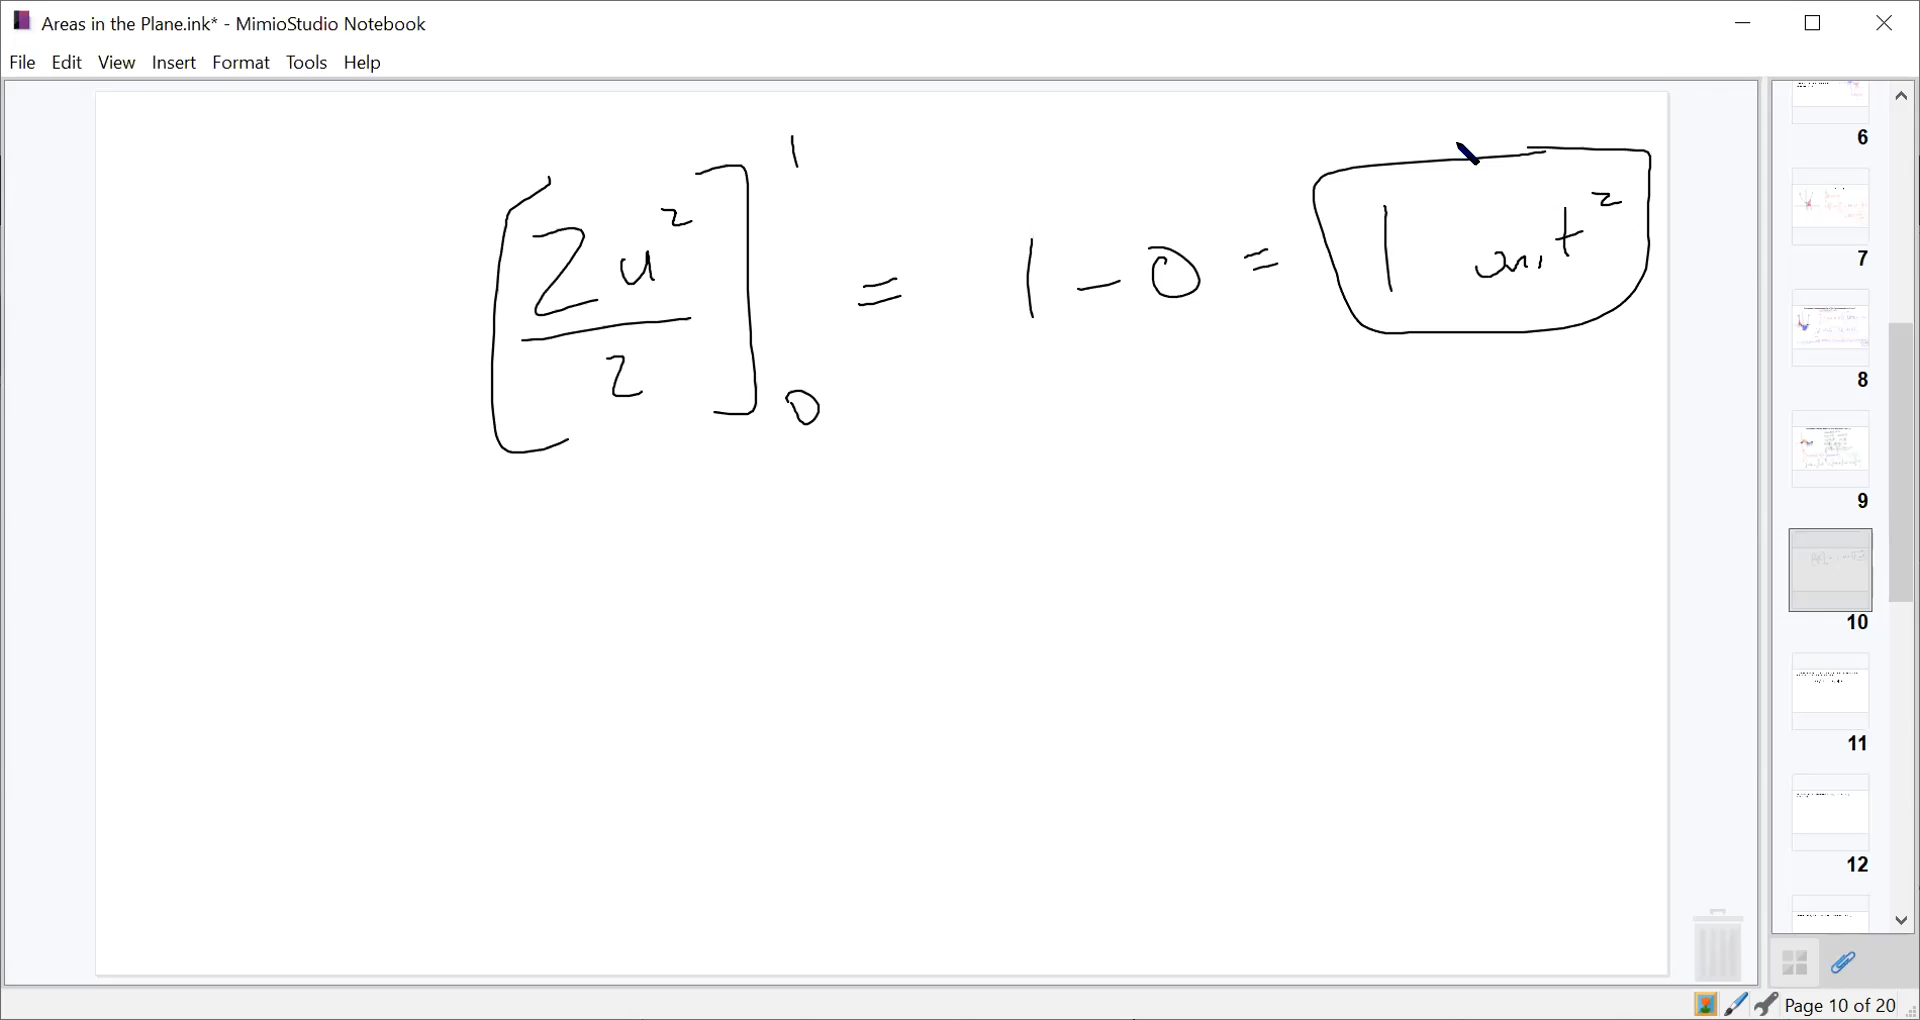 Areas in the Plane.ink* - MimioStudio Notebook
File Edit View Insert Format Tools Help
[2u²/2]₀¹ = 1 - 0 = 1 unit²
6
7
8
9
10
11
12
Page 10 of 20